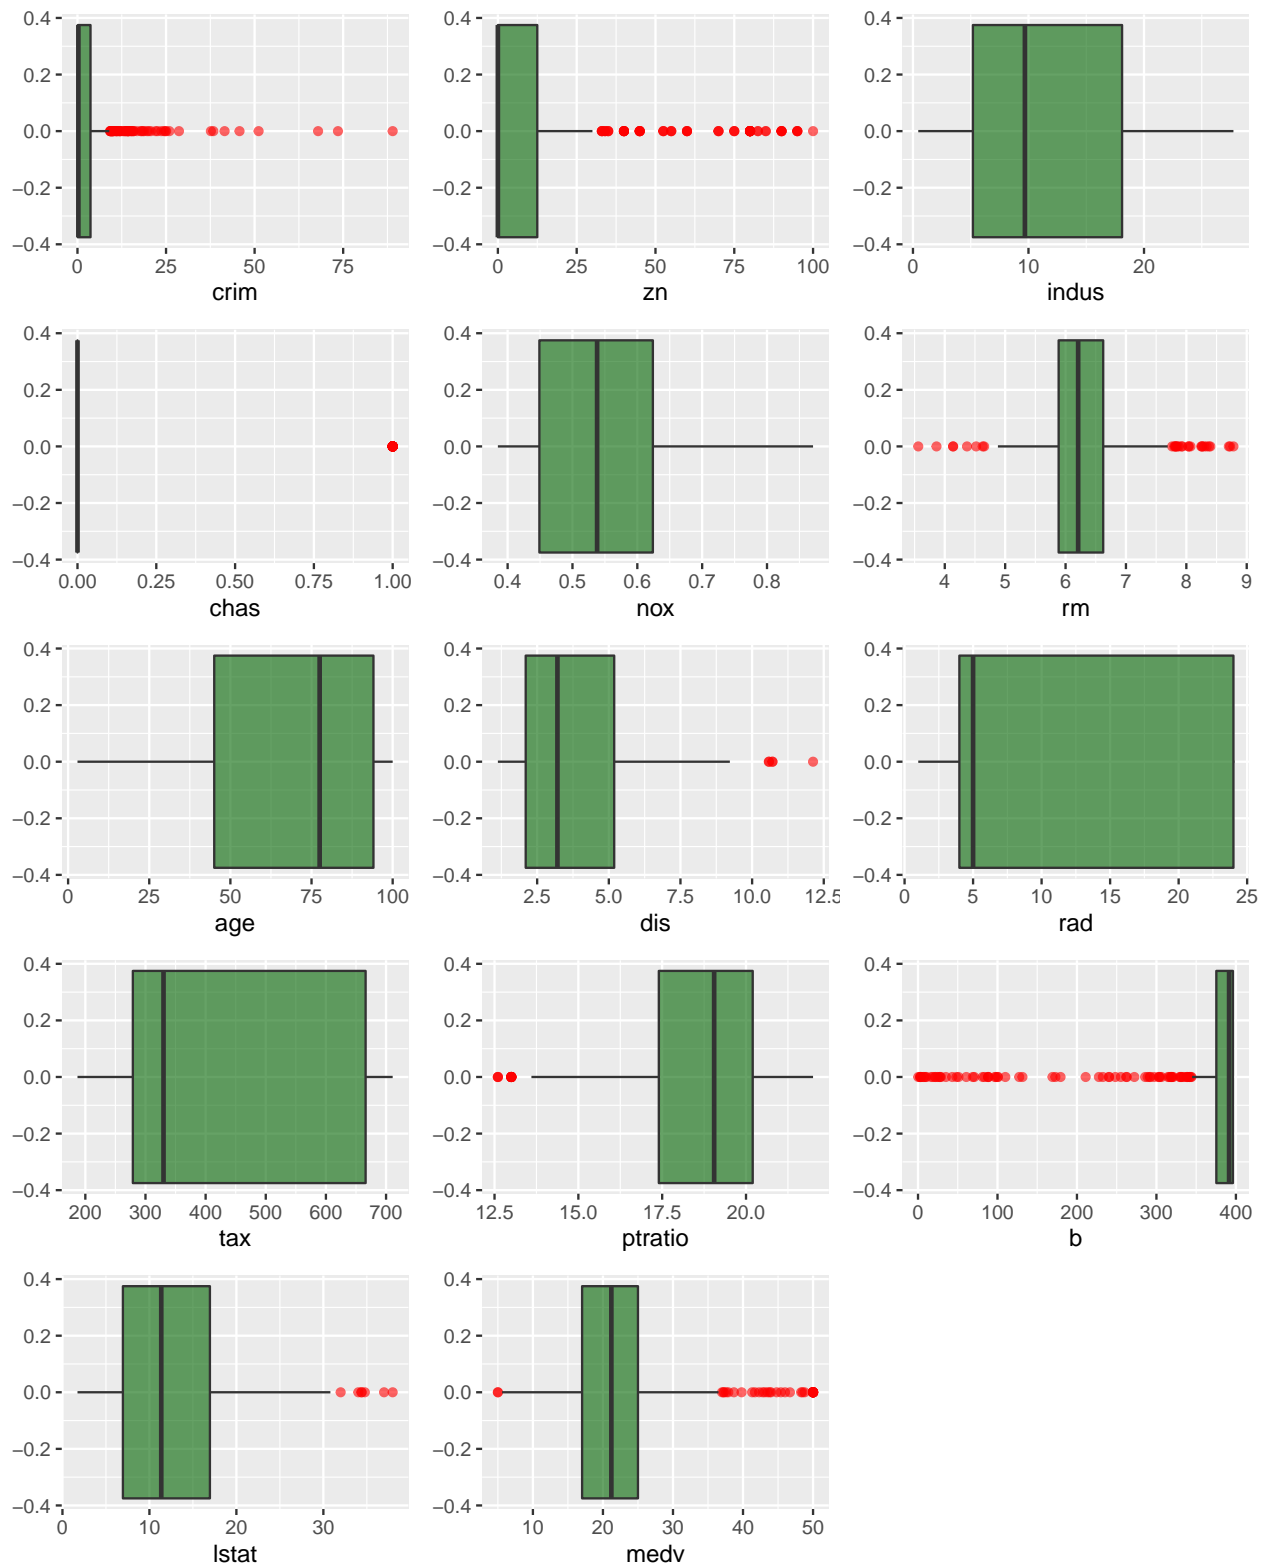 0.4
0.2
0.0
−0.2
−0.4
0 25 50 75
crim
0.4
0.2
0.0
−0.2
−0.4
0 25 50 75 100
zn
0.4
0.2
0.0
−0.2
−0.4
0 10 20
indus
0.4
0.2
0.0
−0.2
−0.4
0.00 0.25 0.50 0.75 1.00
chas
0.4
0.2
0.0
−0.2
−0.4
0.4 0.5 0.6 0.7 0.8
nox
0.4
0.2
0.0
−0.2
−0.4
4 5 6 7 8 9
rm
0.4
0.2
0.0
−0.2
−0.4
0 25 50 75 100
age
0.4
0.2
0.0
−0.2
−0.4
2.5 5.0 7.5 10.0 12.5
dis
0.4
0.2
0.0
−0.2
−0.4
0 5 10 15 20 25
rad
0.4
0.2
0.0
−0.2
−0.4
200 300 400 500 600 700
tax
0.4
0.2
0.0
−0.2
−0.4
12.5 15.0 17.5 20.0
ptratio
0.4
0.2
0.0
−0.2
−0.4
0 100 200 300 400
b
0.4
0.2
0.0
−0.2
−0.4
0 10 20 30
lstat
0.4
0.2
0.0
−0.2
−0.4
10 20 30 40 50
medv